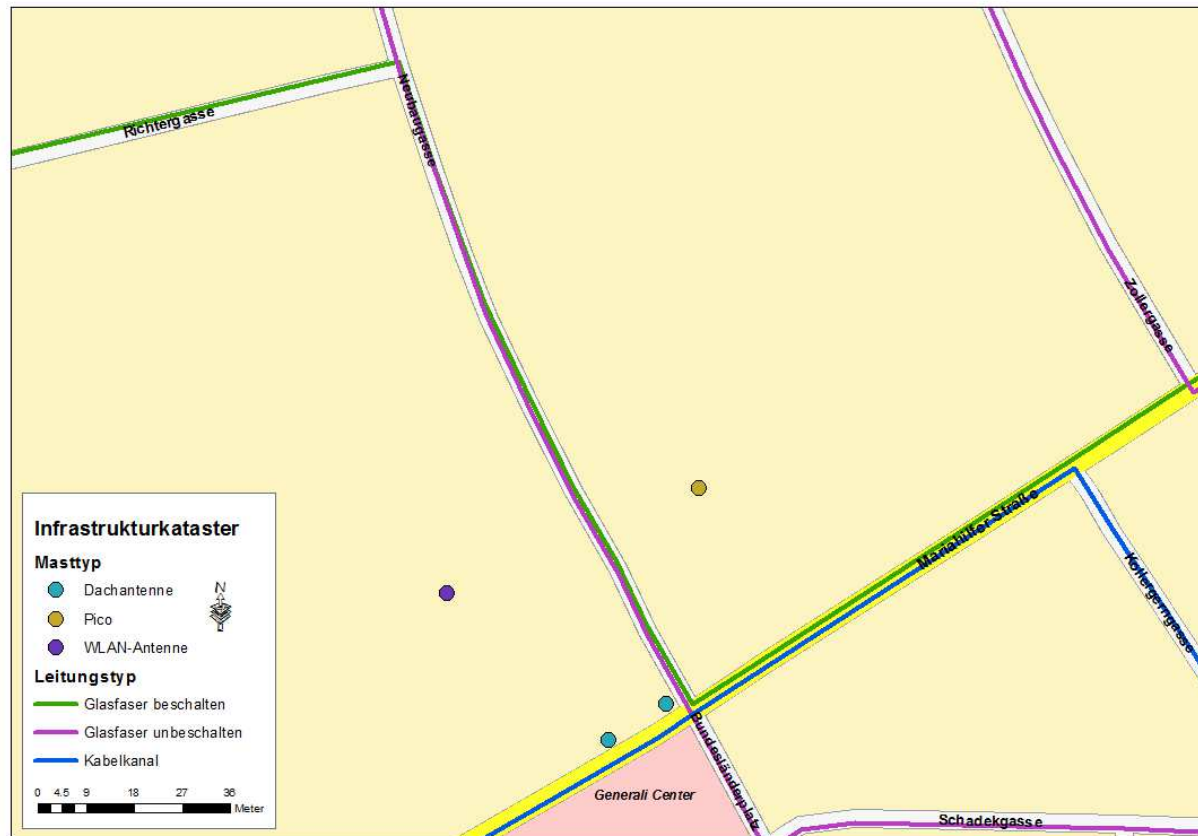 Richtergasse
Neubaugasse
Zollergasse
Mariahilfer Straße
Kollergerngasse
Bundesländerplatz
Generali Center
Schadekgasse
Infrastrukturkataster
Masttyp
Dachantenne
Pico
WLAN-Antenne
N
Leitungstyp
Glasfaser beschalten
Glasfaser unbeschalten
Kabelkanal
0 4.5 9 18 27 36
Meter